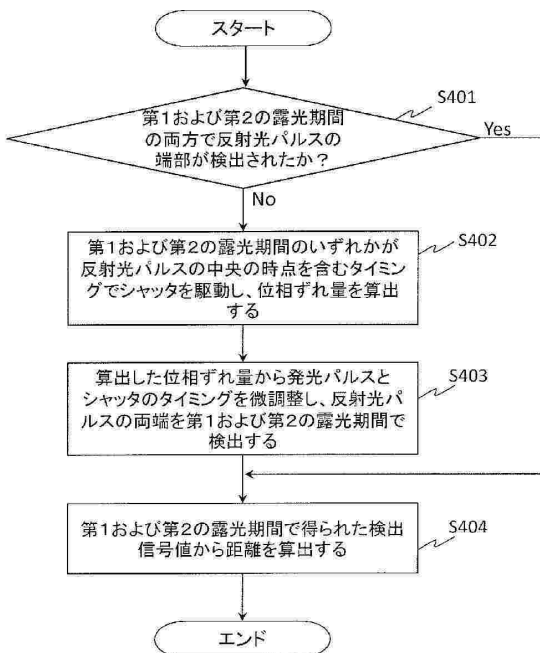 スタート
S401
第1および第2の露光期間
の両方で反射光パルスの
端部が検出されたか?
Yes
No
S402
第1および第2の露光期間のいずれかが
反射光パルスの中央の時点を含むタイミン
グでシャッタを駆動し、位相ずれ量を算出
する
S403
算出した位相ずれ量から発光パルスと
シャッタのタイミングを微調整し、反射光パ
ルスの両端を第1および第2の露光期間で
検出する
S404
第1および第2の露光期間で得られた検出
信号値から距離を算出する
エンド